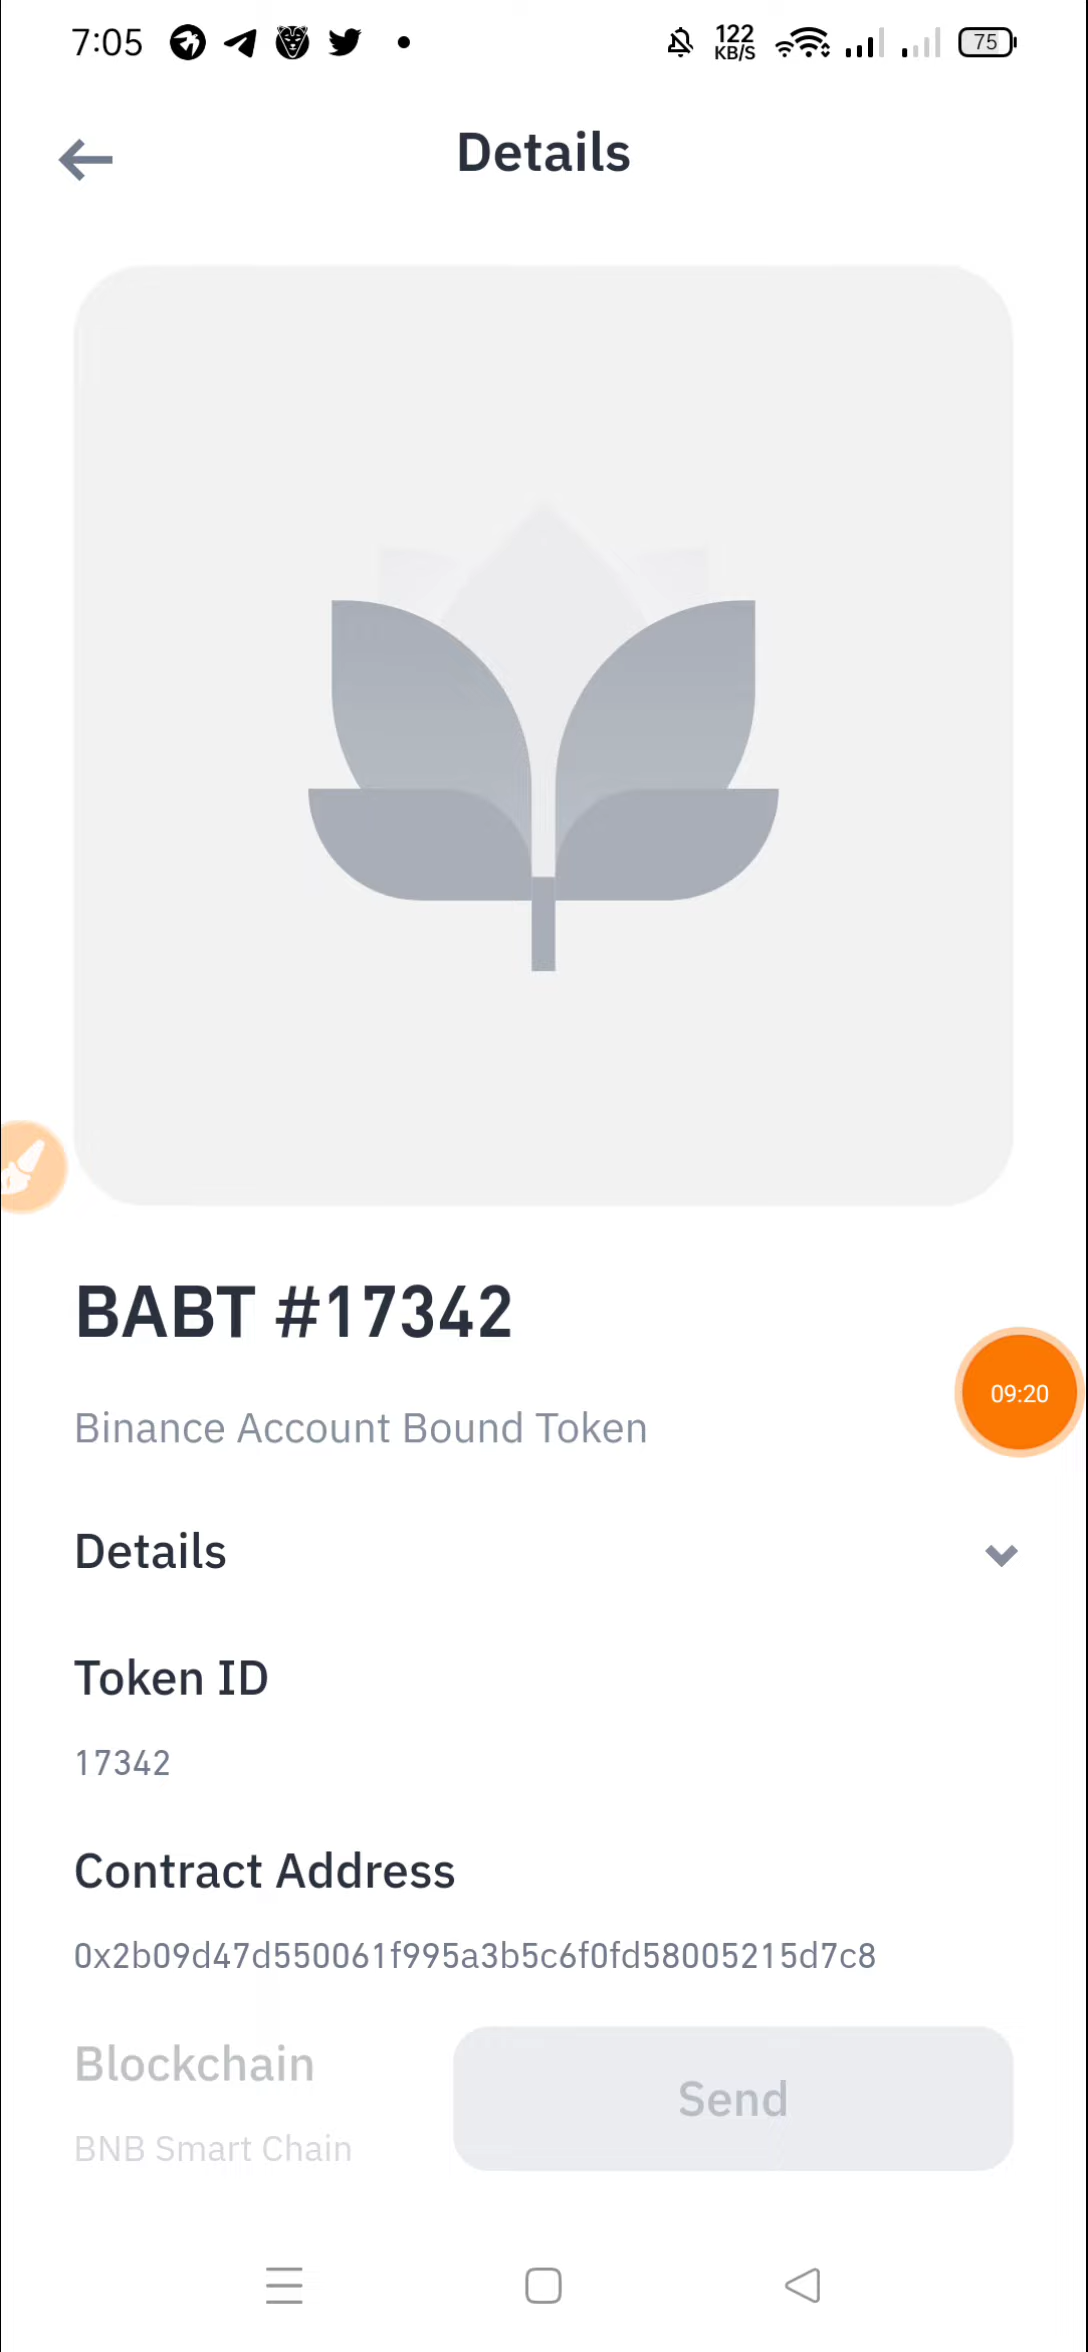 7:05
122
KB/S
75
Details
BABT #17342
Binance Account Bound Token
09:20
Details
Token ID
17342
Contract Address
0x2b09d47d550061f995a3b5c6f0fd58005215d7c8
Blockchain
Send
BNB Smart Chain